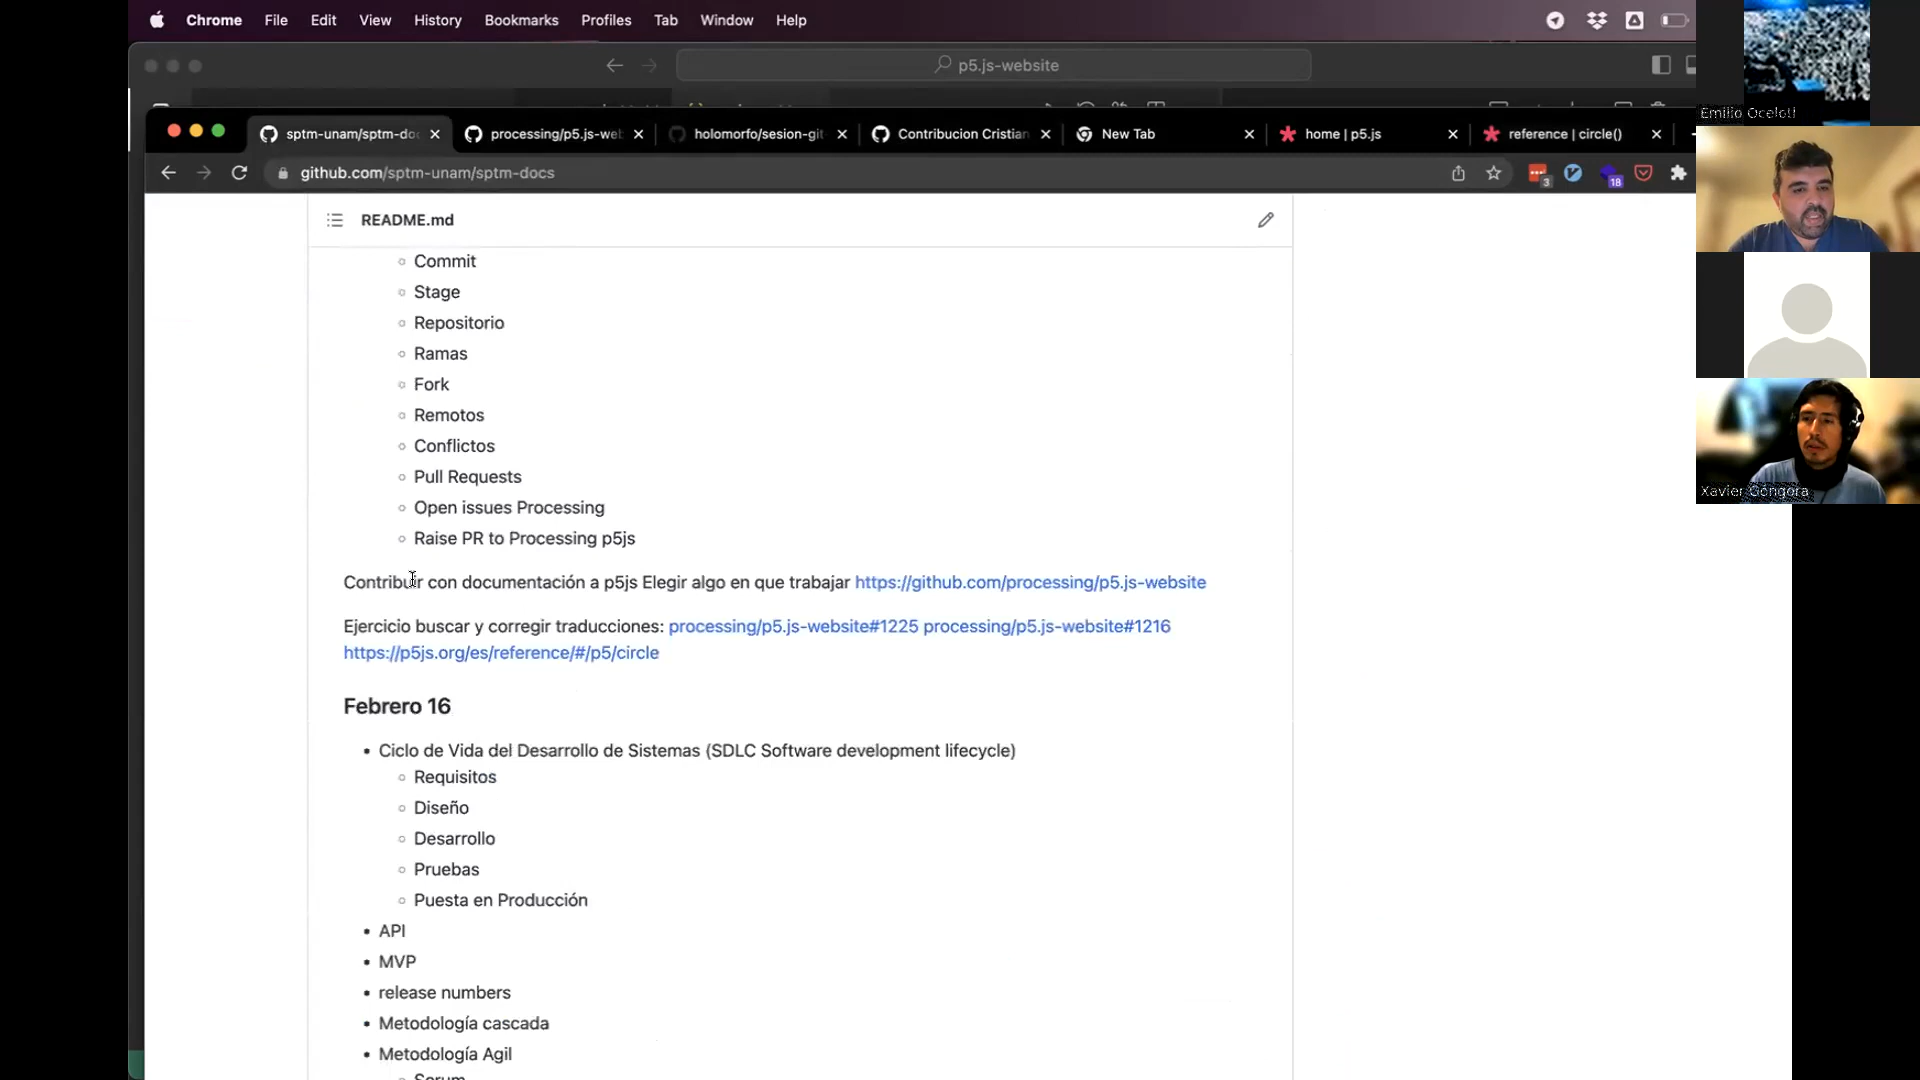 Chrome File Edit View History Bookmarks Profiles Tab Window Help
p5.js-website
sptm-unam/sptm-doc processing/p5.js-web holomorfo/sesion-git Contribucion Cristian New Tab home | p5.js reference | circle()
github.com/sptm-unam/sptm-docs
3
18
README.md
Commit
Stage
Repositorio
Ramas
Fork
Remotos
Conflictos
Pull Requests
Open issues Processing
Raise PR to Processing p5js
Contribuir con documentación a p5js Elegir algo en que trabajar https://github.com/processing/p5.js-website
Ejercicio buscar y corregir traducciones: processing/p5.js-website#1225 processing/p5.js-website#1216
https://p5js.org/es/reference/#/p5/circle
Febrero 16
Ciclo de Vida del Desarrollo de Sistemas (SDLC Software development lifecycle)
Requisitos
Diseño
Desarrollo
Pruebas
Puesta en Producción
API
MVP
release numbers
Metodología cascada
Metodología Agil
Scrum
Emilio Ocelotl
Xavier Góngora